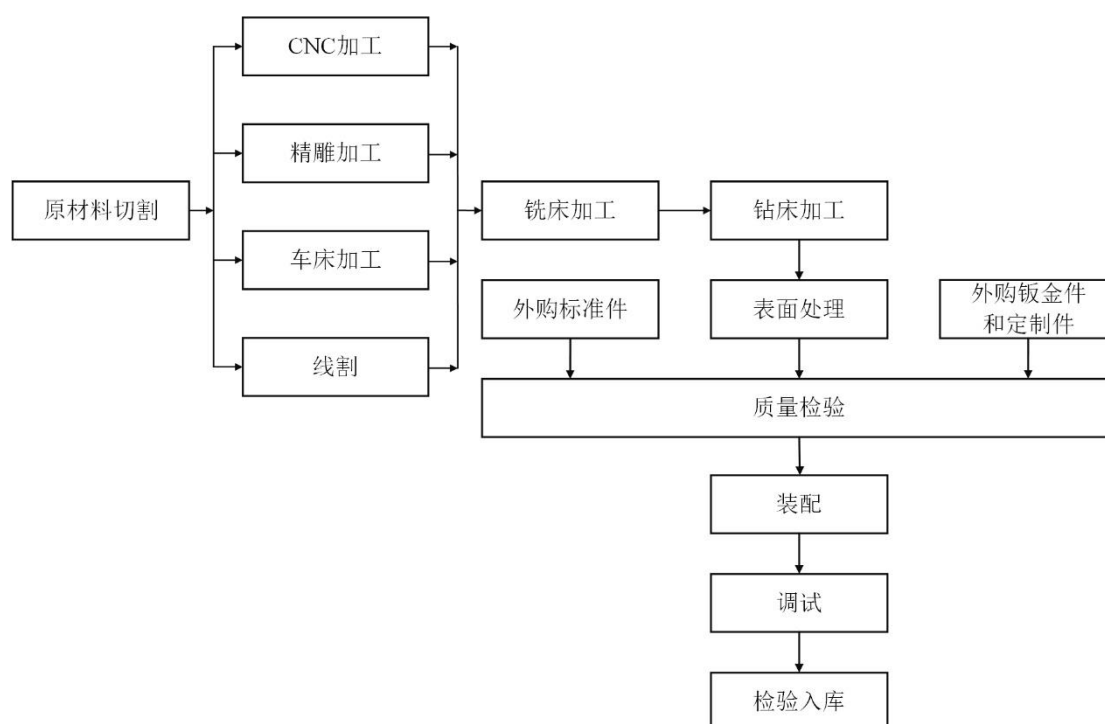 CNC加工
精雕加工
原材料切割
铣床加工
钻床加工
车床加工
外购标准件
表面处理
外购钣金件
和定制件
线割
质量检验
装配
调试
检验入库